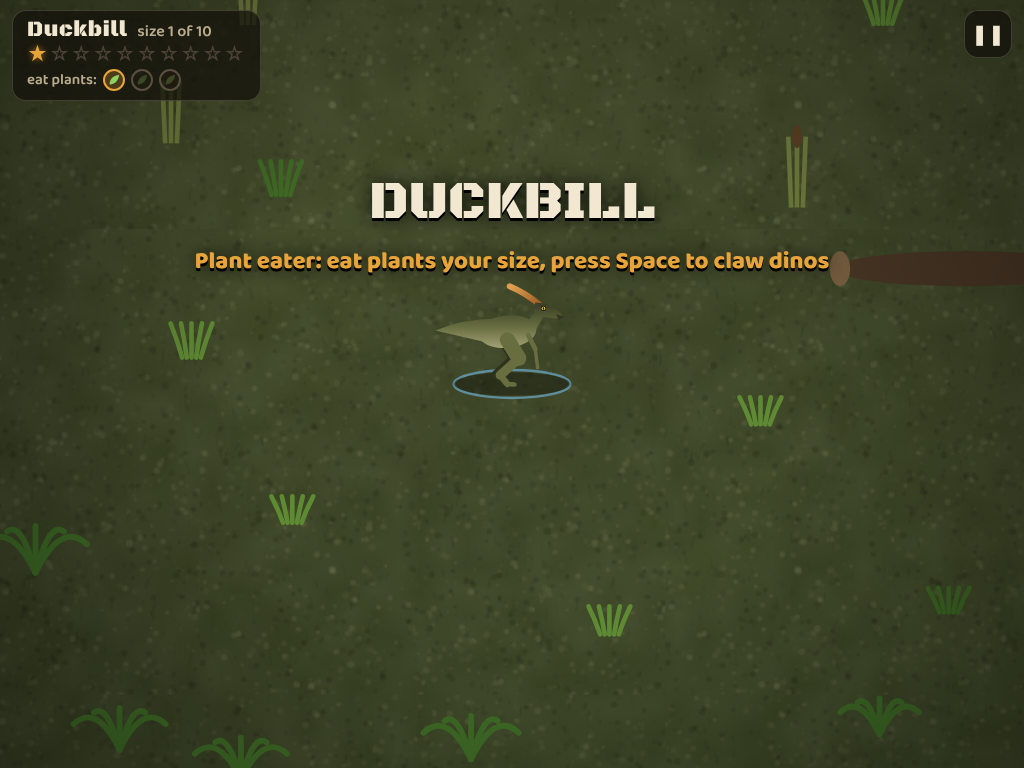 Duckbill size 1 of 10
eat plants:
DUCKBILL
Plant eater: eat plants your size, press Space to claw dinos